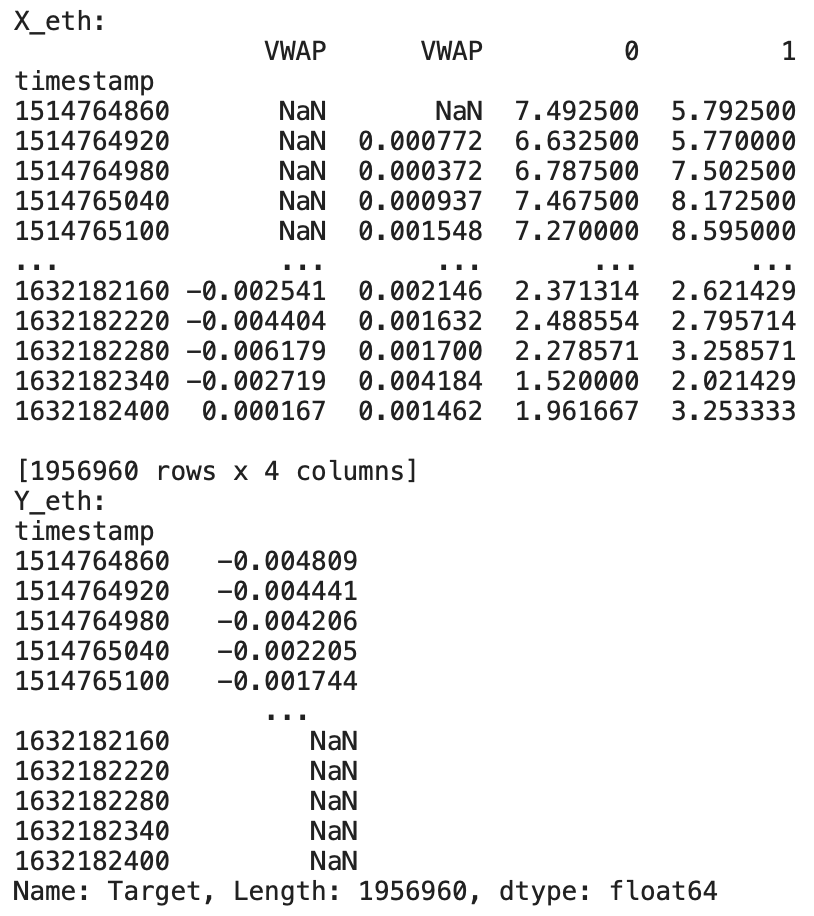 X_eth:
VWAP VWAP 0 1
timestamp
1514764860 NaN NaN 7.492500 5.792500
1514764920 NaN 0.000772 6.632500 5.770000
1514764980 NaN 0.000372 6.787500 7.502500
1514765040 NaN 0.000937 7.467500 8.172500
1514765100 NaN 0.001548 7.270000 8.595000
... ... ... ... ...
1632182160 -0.002541 0.002146 2.371314 2.621429
1632182220 -0.004404 0.001632 2.488554 2.795714
1632182280 -0.006179 0.001700 2.278571 3.258571
1632182340 -0.002719 0.004184 1.520000 2.021429
1632182400 0.000167 0.001462 1.961667 3.253333
[1956960 rows x 4 columns]
Y_eth:
timestamp
1514764860 -0.004809
1514764920 -0.004441
1514764980 -0.004206
1514765040 -0.002205
1514765100 -0.001744
...
1632182160 NaN
1632182220 NaN
1632182280 NaN
1632182340 NaN
1632182400 NaN
Name: Target, Length: 1956960, dtype: float64